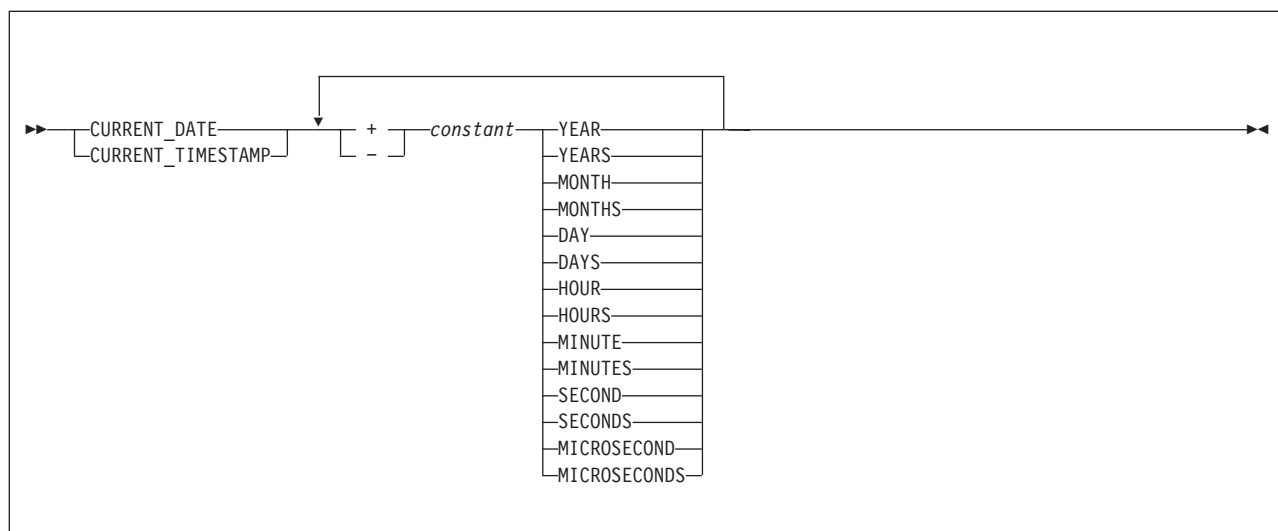 CURRENT_DATE + constant YEAR
CURRENT_TIMESTAMP – YEARS
MONTH
MONTHS
DAY
DAYS
HOUR
HOURS
MINUTE
MINUTES
SECOND
SECONDS
MICROSECOND
MICROSECONDS